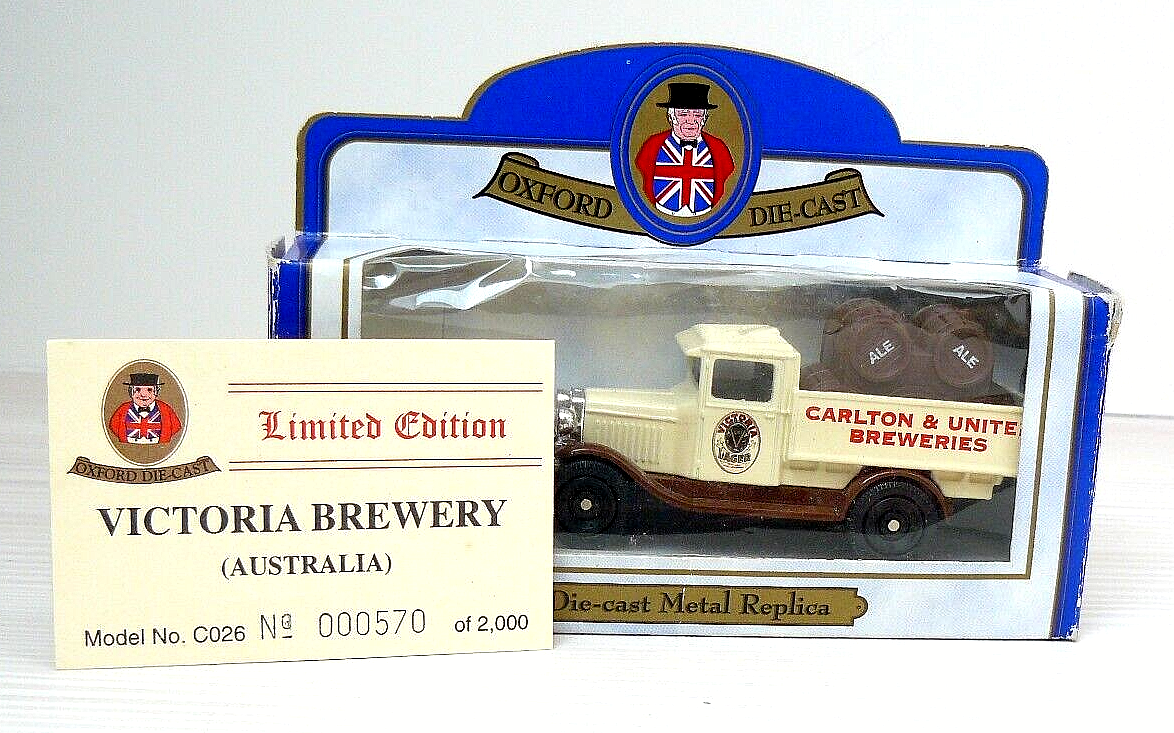 OXFORD DIE-CAST
ALE ALE
CARLTON & UNITE
BREWERIES
VICTORIA
LAGER
Die-cast Metal Replica
OXFORD DIE-CAST
Limited Edition
VICTORIA BREWERY
(AUSTRALIA)
Model No. C026 Nº 000570 of 2,000